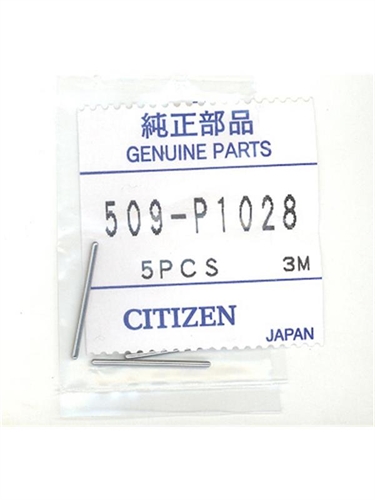 純正部品
GENUINE PARTS
509-P1028
5PCS 3M
CITIZEN
JAPAN